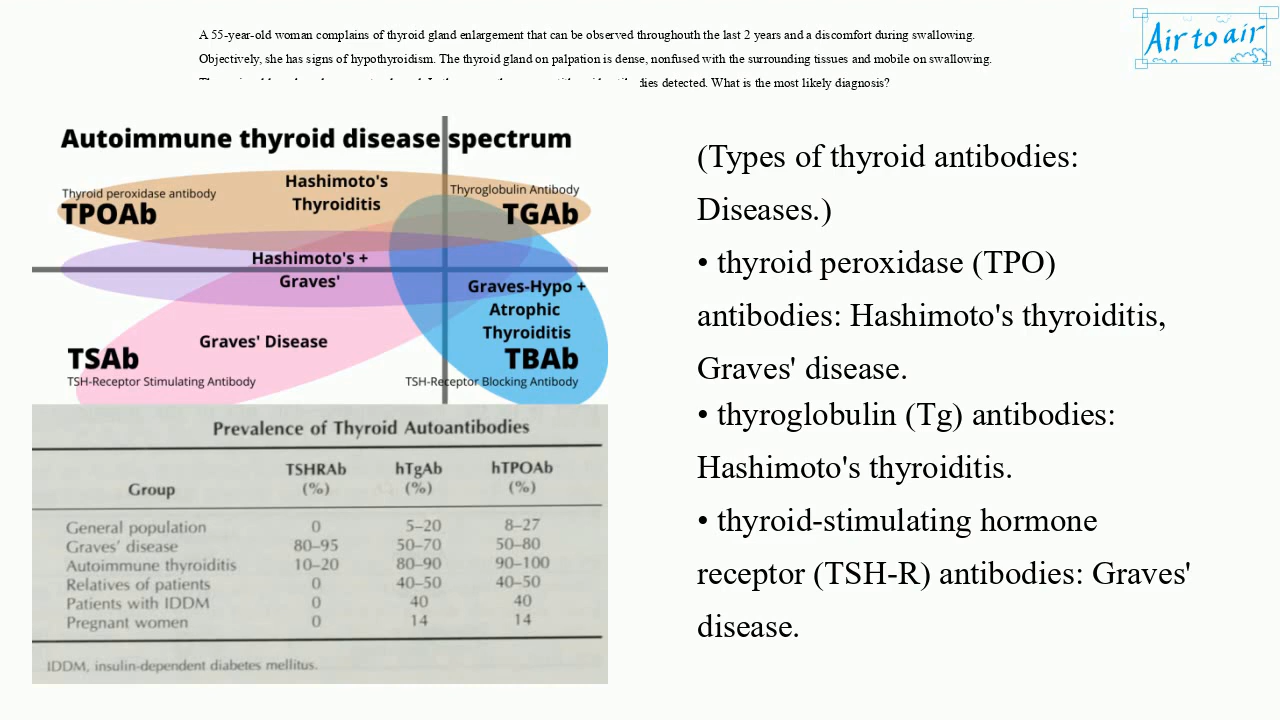 A 55-year-old woman complains of thyroid gland enlargement that can be observed throughouth the last 2 years and a discomfort during swallowing.
Objectively, she has signs of hypothyroidism. The thyroid gland on palpation is dense, nonfused with the surrounding tissues and mobile on swallowing.
dies detected. What is the most likely diagnosis?
Air to air
Autoimmune thyroid disease spectrum
Thyroid peroxidase antibody
TPOAb
Hashimoto's
Thyroiditis
Thyroglobulin Antibody
TGAb
Hashimoto's +
Graves'
Graves-Hypo +
Atrophic
Thyroiditis
TBAb
TSH-Receptor Blocking Antibody
Graves' Disease
TSAb
TSH-Receptor Stimulating Antibody
Prevalence of Thyroid Autoantibodies
Group TSHRAb (%) hTgAb (%) hTPOAb (%)
General population 0 5–20 8–27
Graves' disease 80–95 50–70 50–80
Autoimmune thyroiditis 10–20 80–90 90–100
Relatives of patients 0 40–50 40–50
Patients with IDDM 0 40 40
Pregnant women 0 14 14
IDDM, insulin-dependent diabetes mellitus.
(Types of thyroid antibodies:
Diseases.)
• thyroid peroxidase (TPO)
antibodies: Hashimoto's thyroiditis,
Graves' disease.
• thyroglobulin (Tg) antibodies:
Hashimoto's thyroiditis.
• thyroid-stimulating hormone
receptor (TSH-R) antibodies: Graves'
disease.